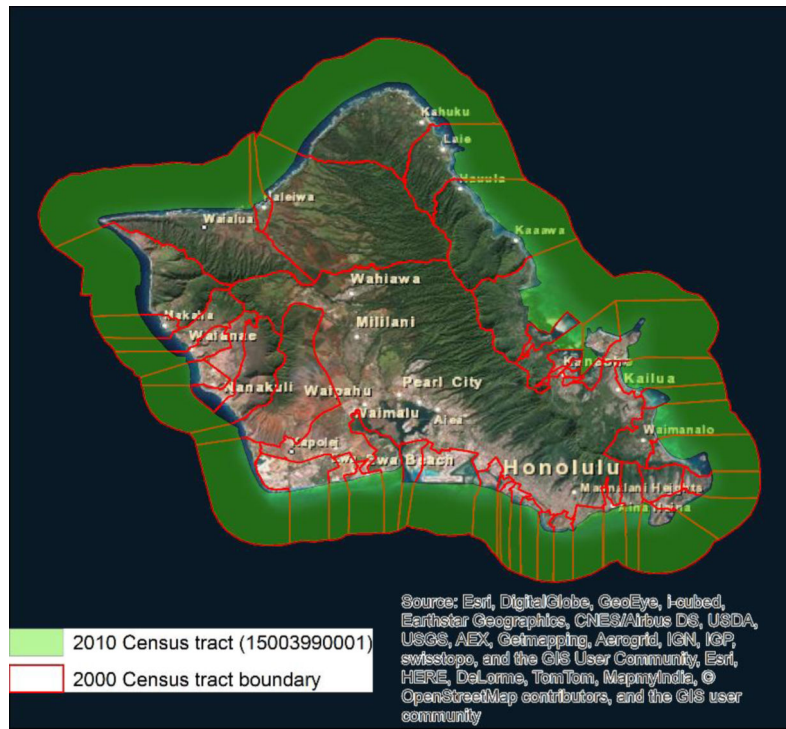 Kahuku
Laie
Hauula
Haleiwa
Waialua
Kaaawa
Wahiawa
Makaha
Mililani
Waianae
Nanakuli
Waipahu
Pearl City
Kailua
Waimalu
Aiea
Waimanalo
Kapolei
Ewa Beach
Honolulu
Aina Haina
2010 Census tract (15003990001)
2000 Census tract boundary
Source: Esri, DigitalGlobe, GeoEye, i-cubed,
Earthstar Geographics, CNES/Airbus DS, USDA,
USGS, AEX, Getmapping, Aerogrid, IGN, IGP,
swisstopo, and the GIS User Community, Esri,
HERE, DeLorme, TomTom, MapmyIndia, ©
OpenStreetMap contributors, and the GIS user
community